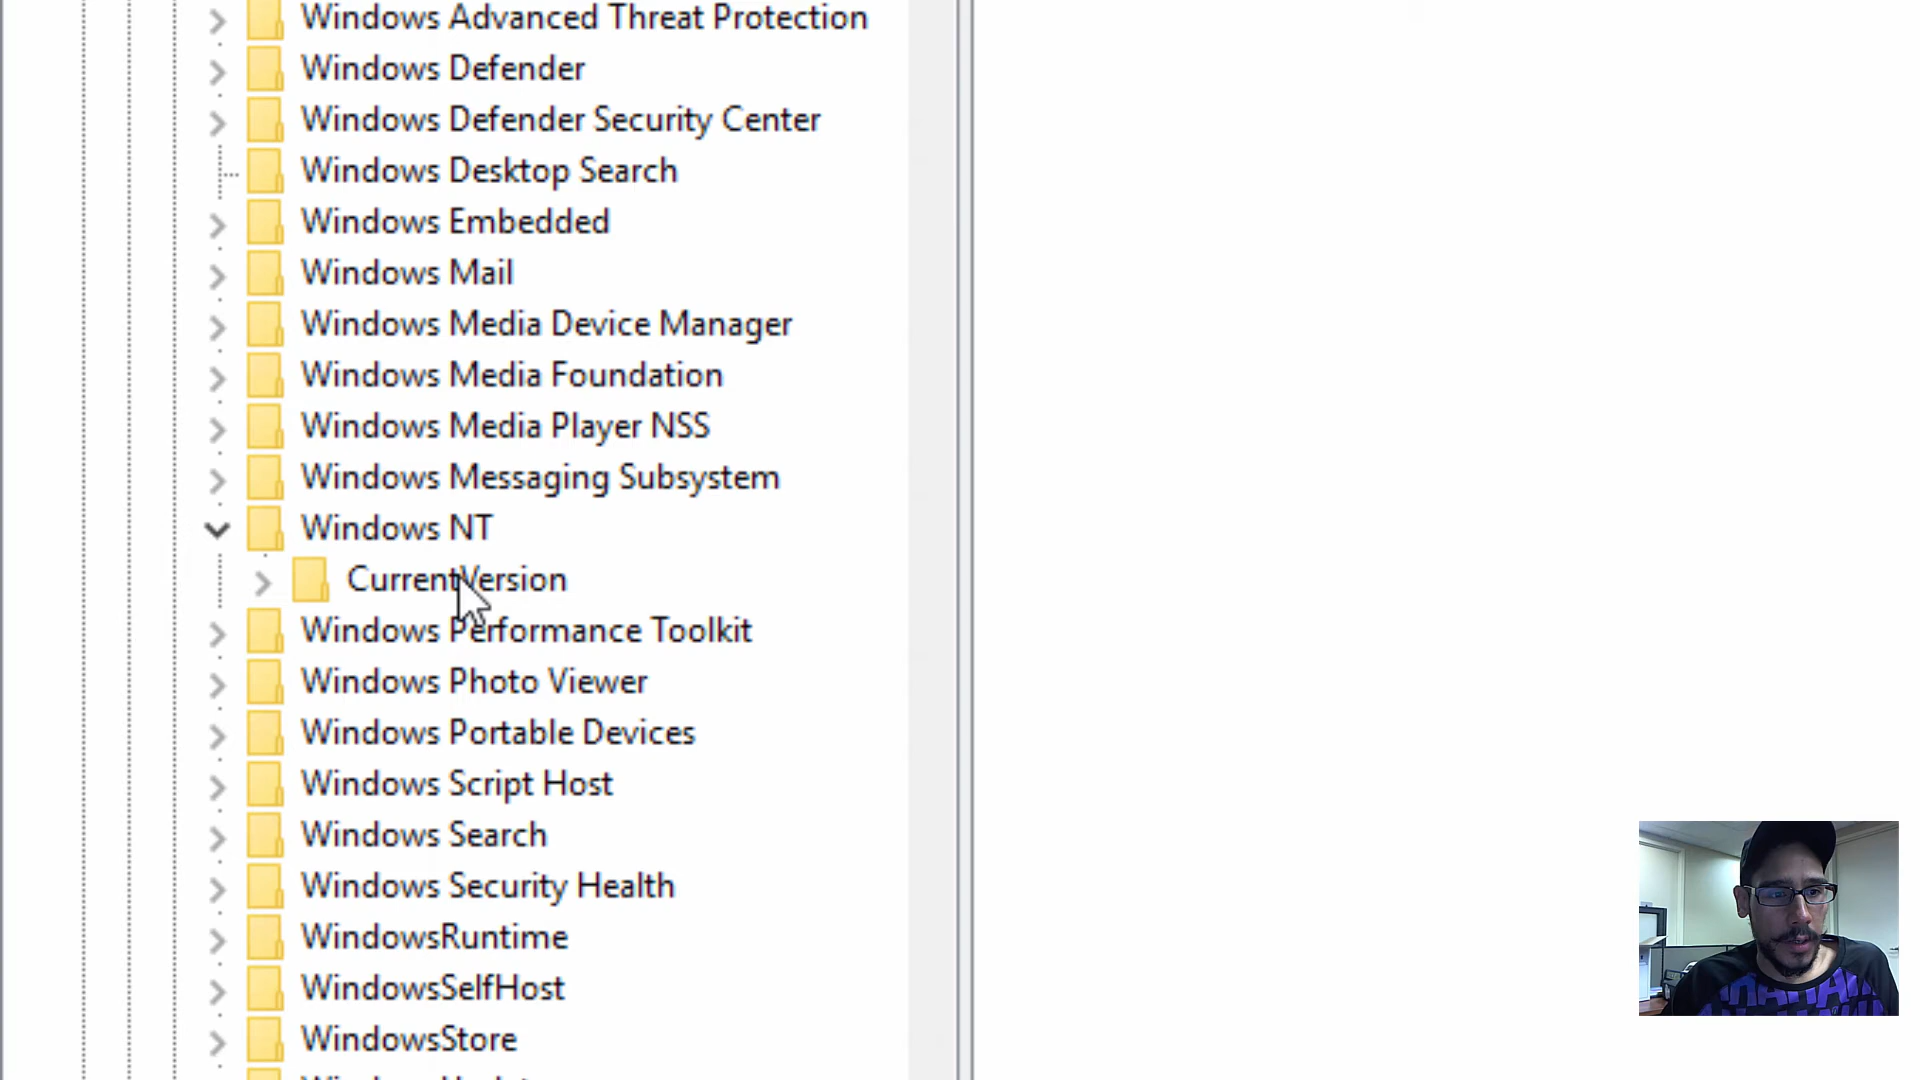 Windows Advanced Threat Protection
Windows Defender
Windows Defender Security Center
Windows Desktop Search
Windows Embedded
Windows Mail
Windows Media Device Manager
Windows Media Foundation
Windows Media Player NSS
Windows Messaging Subsystem
Windows NT
CurrentVersion
Windows Performance Toolkit
Windows Photo Viewer
Windows Portable Devices
Windows Script Host
Windows Search
Windows Security Health
WindowsRuntime
WindowsSelfHost
WindowsStore